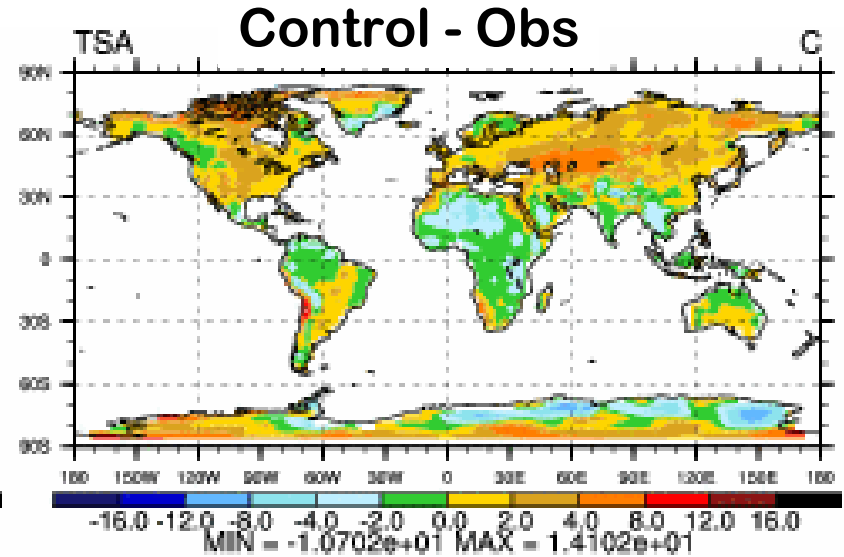 Control - Obs
TSA C
90N
60N
30N
0
30S
60S
90S
180 150W 120W 90W 60W 30W 0 30E 60E 90E 120E 150E 180
-16.0 -12.0 -8.0 -4.0 -2.0 0.0 2.0 4.0 8.0 12.0 16.0
MIN = -1.0702e+01 MAX = 1.4102e+01